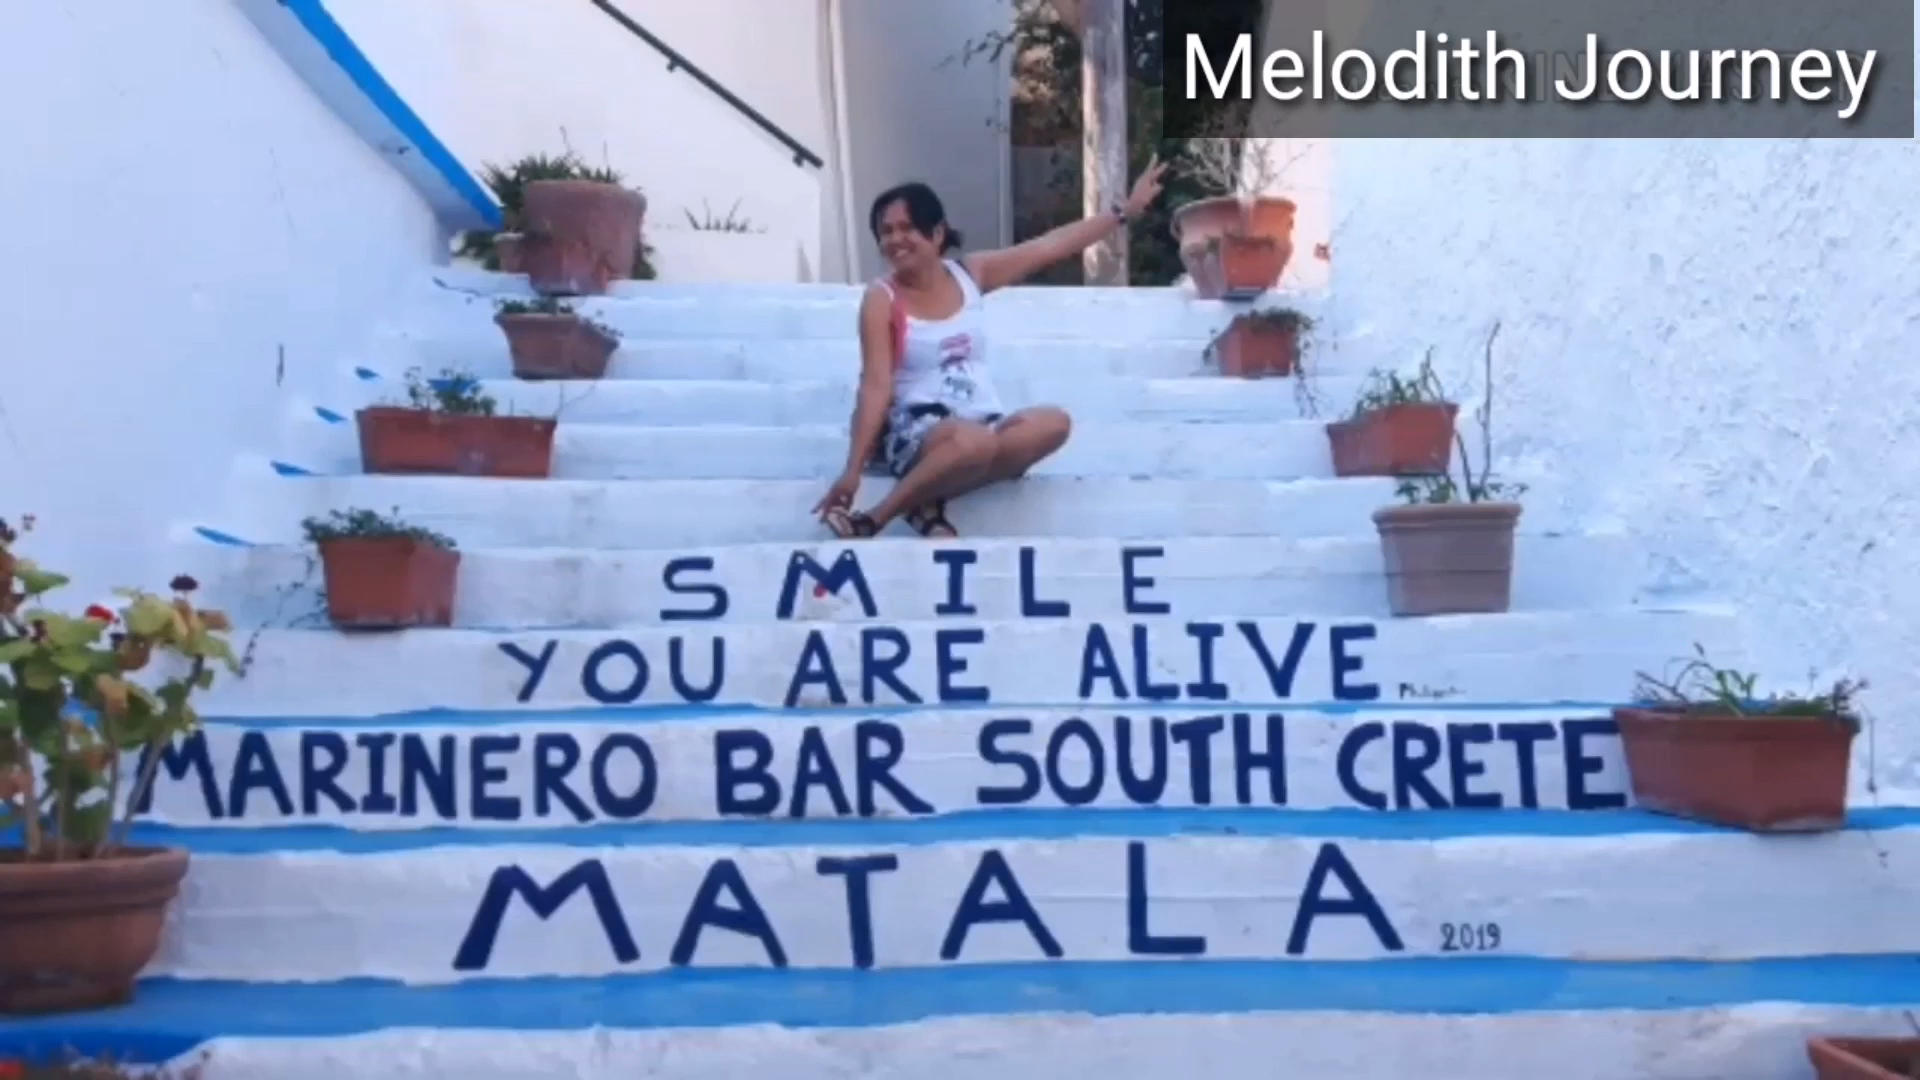 Melodith Journey
SMILE
YOU ARE ALIVE
MARINERO BAR SOUTH CRETE
MATALA 2019